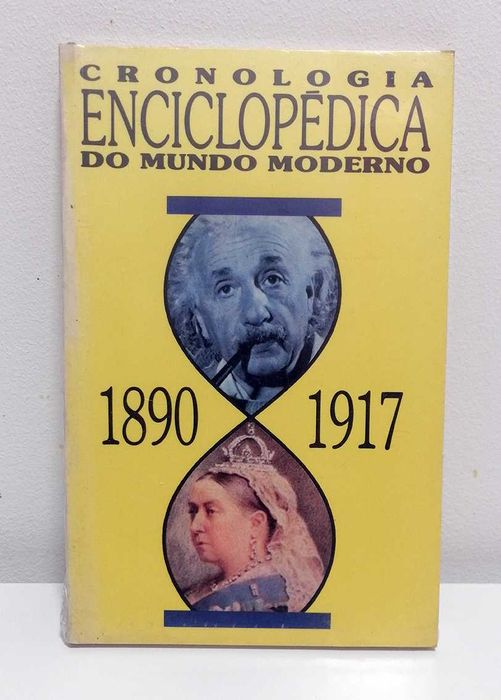 CRONOLOGIA
ENCICLOPÉDICA
DO MUNDO MODERNO
1890 1917